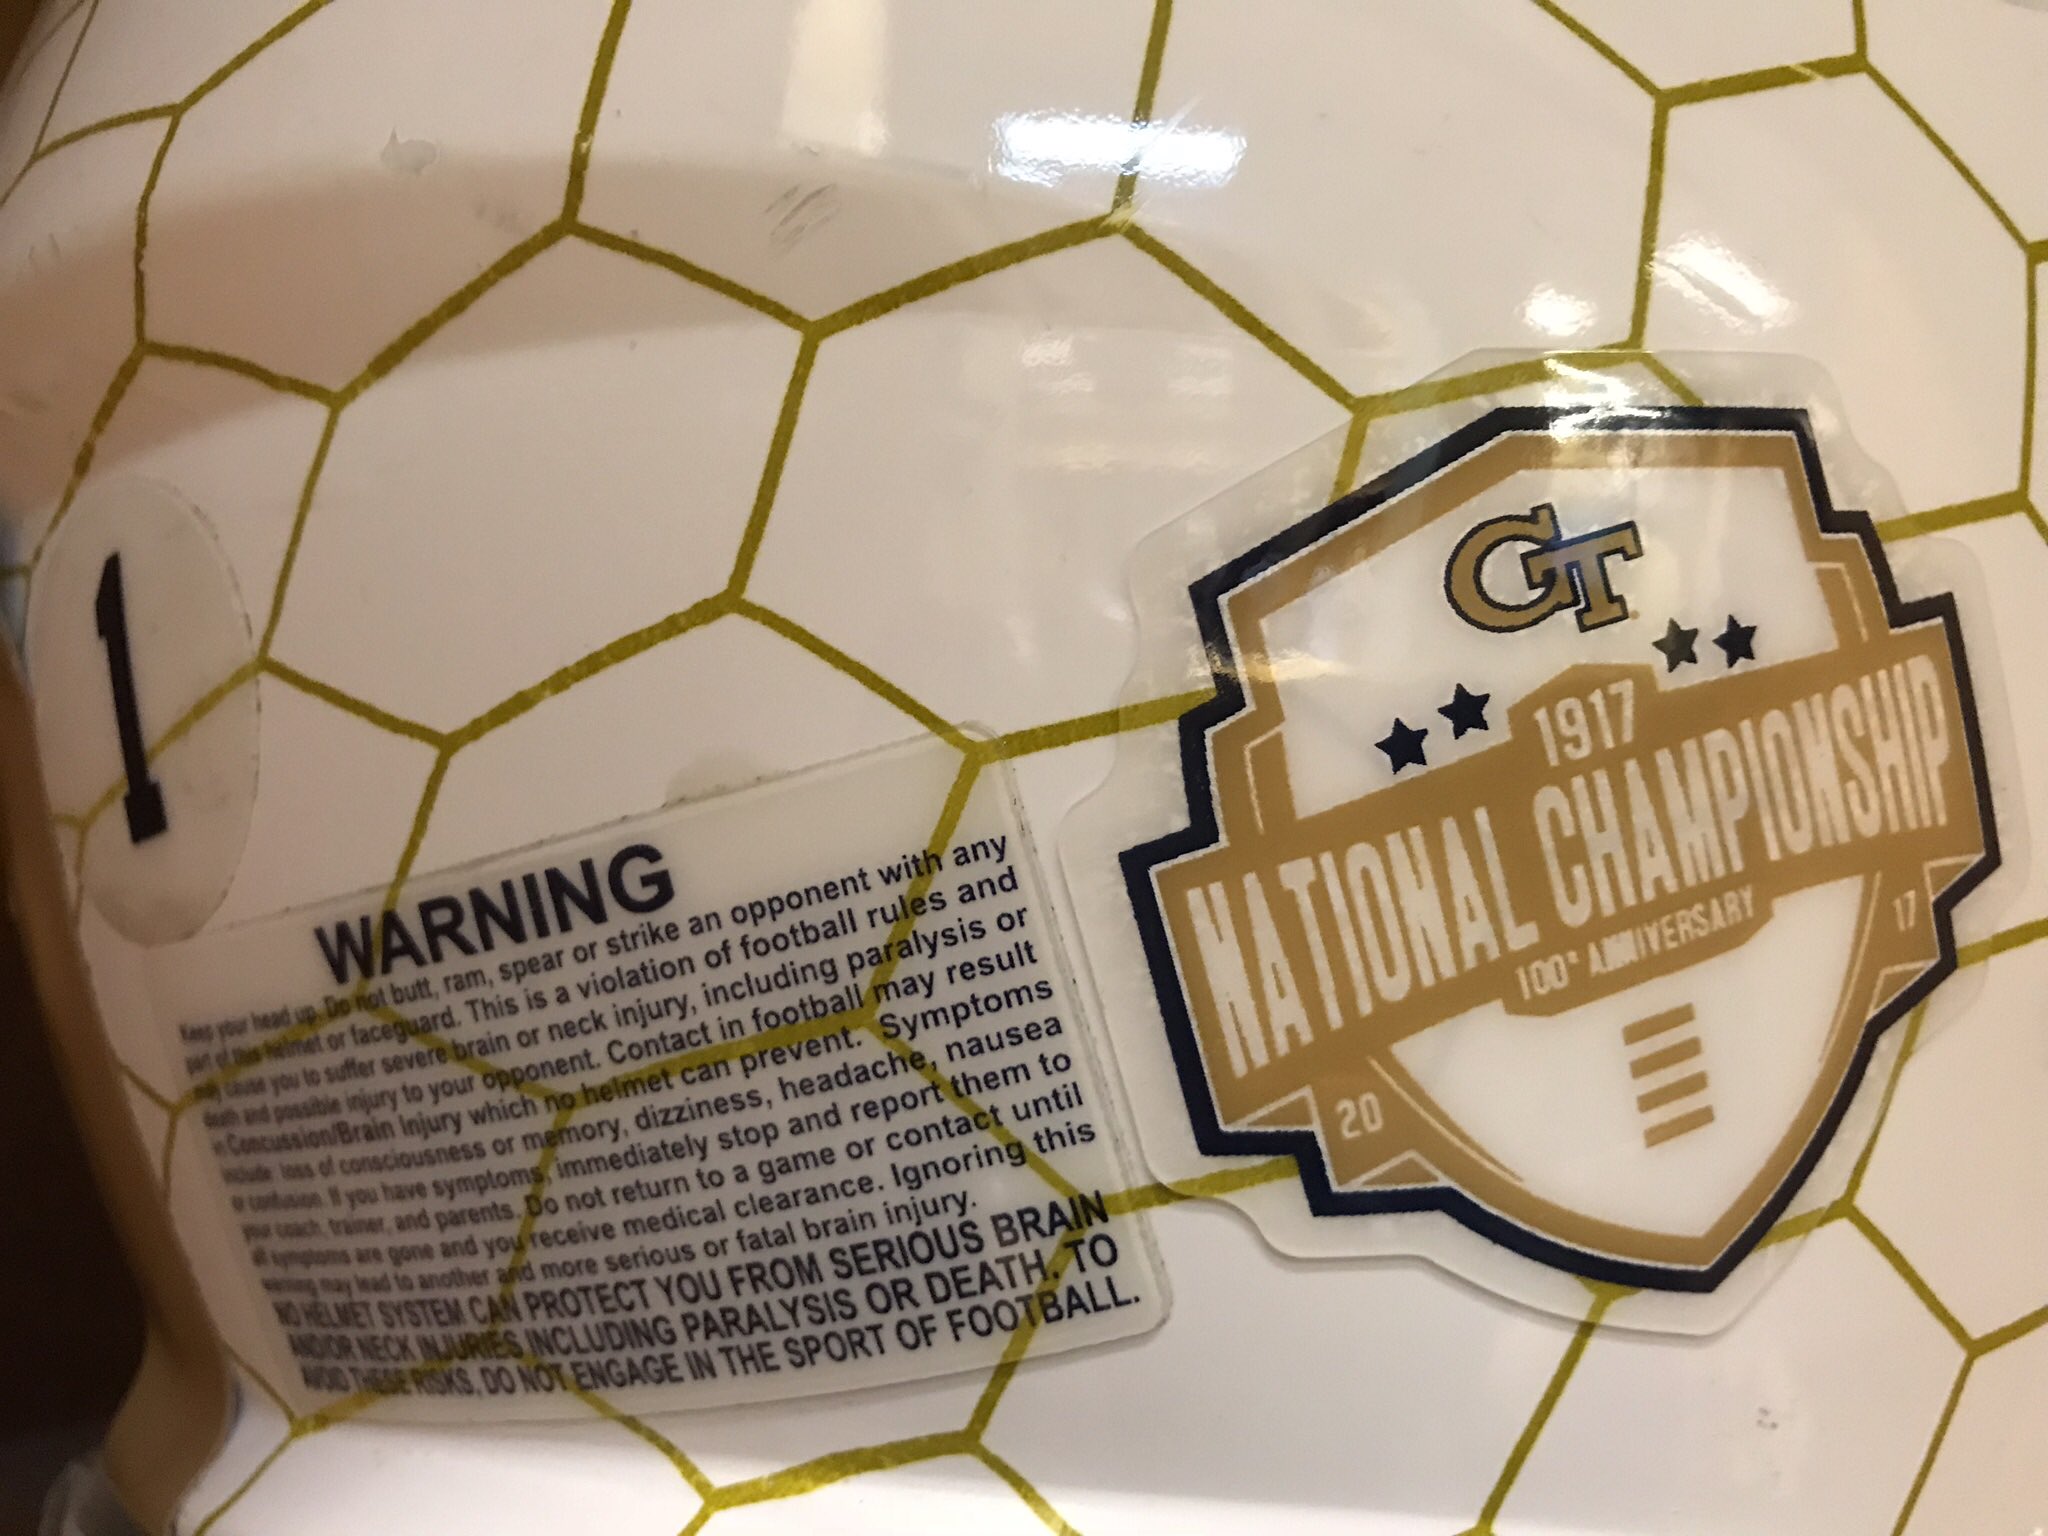 1
WARNING
Keep your head up. Do not butt, ram, spear or strike an opponent with any
part of this helmet or faceguard. This is a violation of football rules and
may cause you to suffer severe brain or neck injury, including paralysis or
death and possible injury to your opponent. Contact in football may result
in Concussion/Brain Injury which no helmet can prevent. Symptoms
include: loss of consciousness or memory, dizziness, headache, nausea
or confusion. If you have symptoms, immediately stop and report them to
your coach, trainer, and parents. Do not return to a game or contact until
all symptoms are gone and you receive medical clearance. Ignoring this
warning may lead to another and more serious or fatal brain injury.
NO HELMET SYSTEM CAN PROTECT YOU FROM SERIOUS BRAIN
AND/OR NECK INJURIES INCLUDING PARALYSIS OR DEATH. TO
AVOID THESE RISKS, DO NOT ENGAGE IN THE SPORT OF FOOTBALL.
GT
1917
NATIONAL CHAMPIONSHIP
100TH ANNIVERSARY
20 17